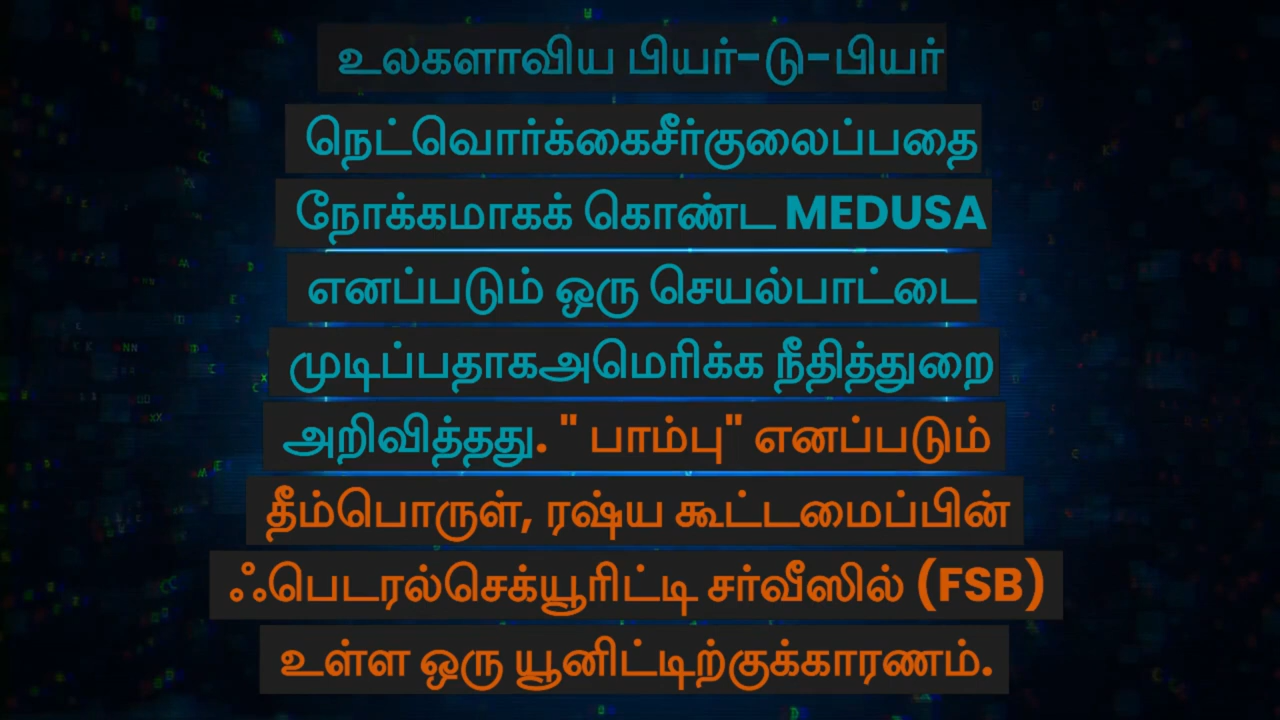 உலகளாவிய பியர்-டு-பியர்
நெட்வொர்க்கைசீர்குலைப்பதை
நோக்கமாகக் கொண்ட MEDUSA
எனப்படும் ஒரு செயல்பாட்டை
முடிப்பதாகஅமெரிக்க நீதித்துறை
அறிவித்தது. " பாம்பு" எனப்படும்
தீம்பொருள், ரஷ்ய கூட்டமைப்பின்
ஃபெடரல்செக்யூரிட்டி சர்வீஸில் (FSB)
உள்ள ஒரு யூனிட்டிற்குக்காரணம்.